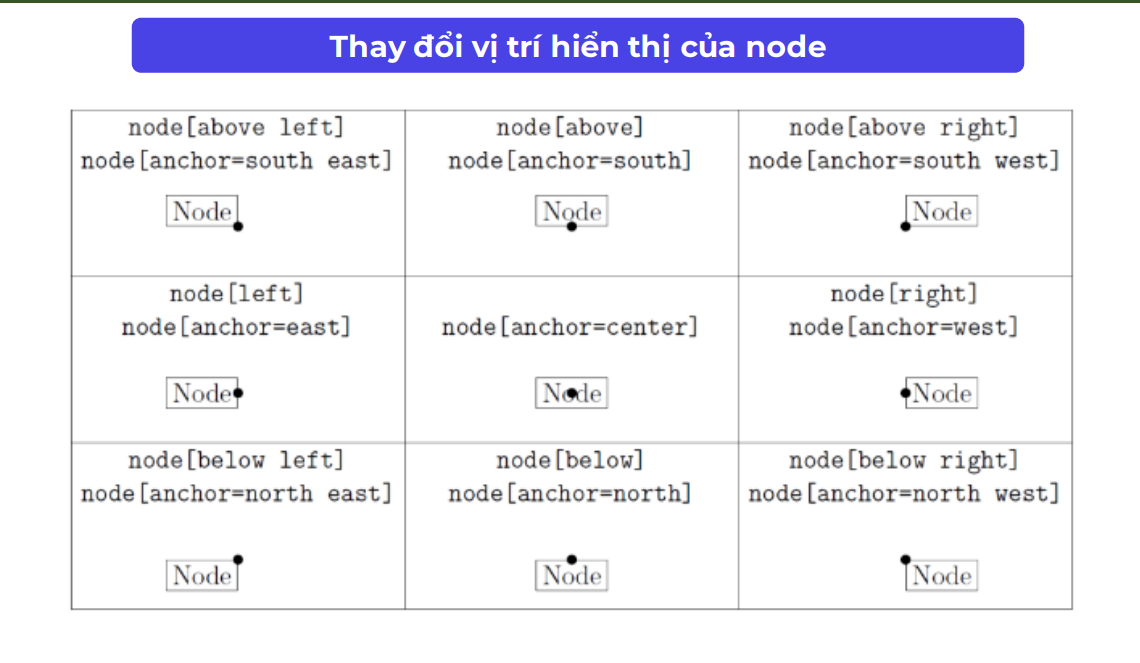 Thay đổi vị trí hiển thị của node
node[above left]
node[anchor=south east]
Node
node[above]
node[anchor=south]
Node
node[above right]
node[anchor=south west]
Node
node[left]
node[anchor=east]
Node
node[anchor=center]
Node
node[right]
node[anchor=west]
Node
node[below left]
node[anchor=north east]
Node
node[below]
node[anchor=north]
Node
node[below right]
node[anchor=north west]
Node